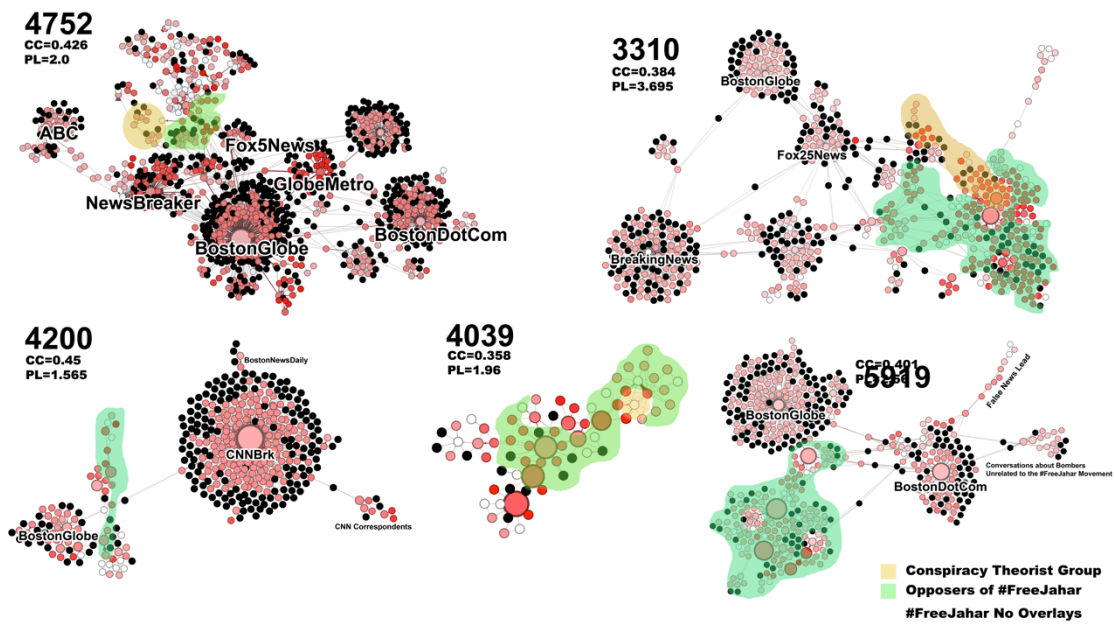 4752
CC=0.426
PL=2.0
ABC
Fox5News
GlobeMetro
NewsBreaker
BostonGlobe
BostonDotCom
3310
CC=0.384
PL=3.695
BostonGlobe
Fox25News
BreakingNews
4200
CC=0.45
PL=1.565
BostonNewsDaily
CNNBrk
BostonGlobe
CNN Correspondents
4039
CC=0.358
PL=1.96
5919
CC=0.401
BostonGlobe
False News Lead
BostonDotCom
Conversations about Bombers
Unrelated to the #FreeJahar Movement
Conspiracy Theorist Group
Opposers of #FreeJahar
#FreeJahar No Overlays